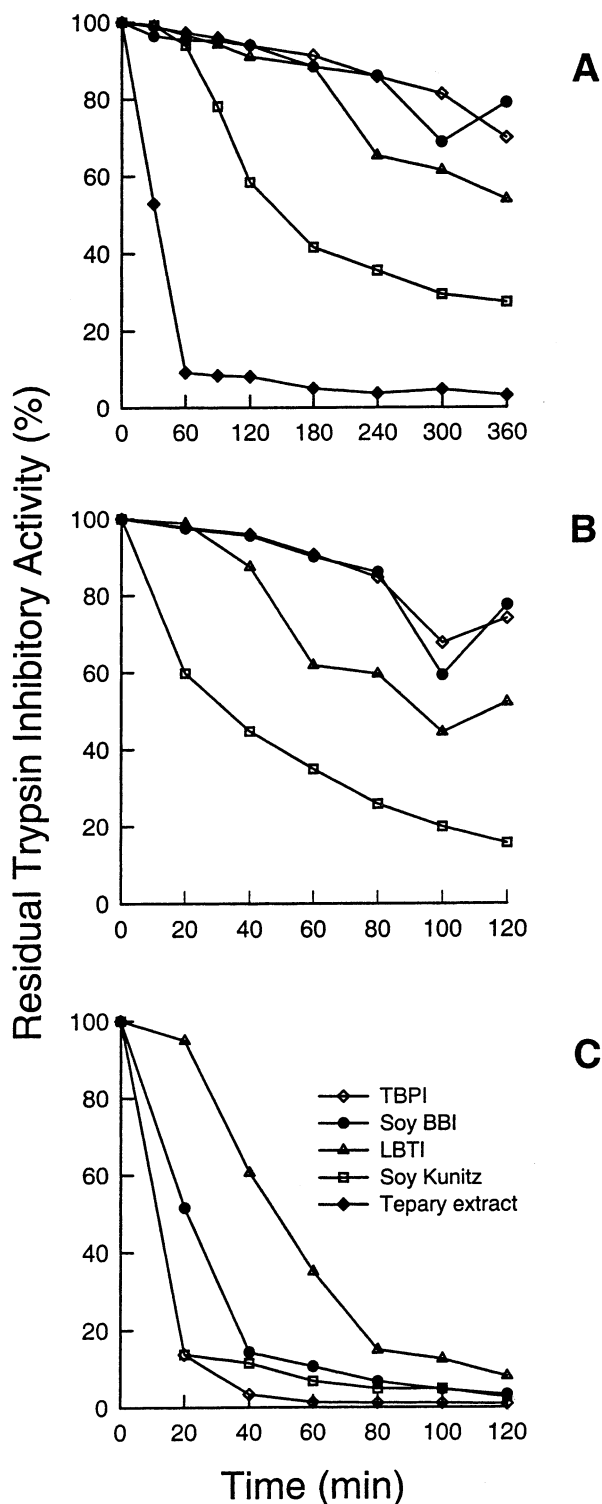 Residual Trypsin Inhibitory Activity (%)
A
100
80
60
40
20
0
0 60 120 180 240 300 360
B
100
80
60
40
20
0
0 20 40 60 80 100 120
C
100
80
60
40
20
0
TBPI
Soy BBI
LBTI
Soy Kunitz
Tepary extract
0 20 40 60 80 100 120
Time (min)